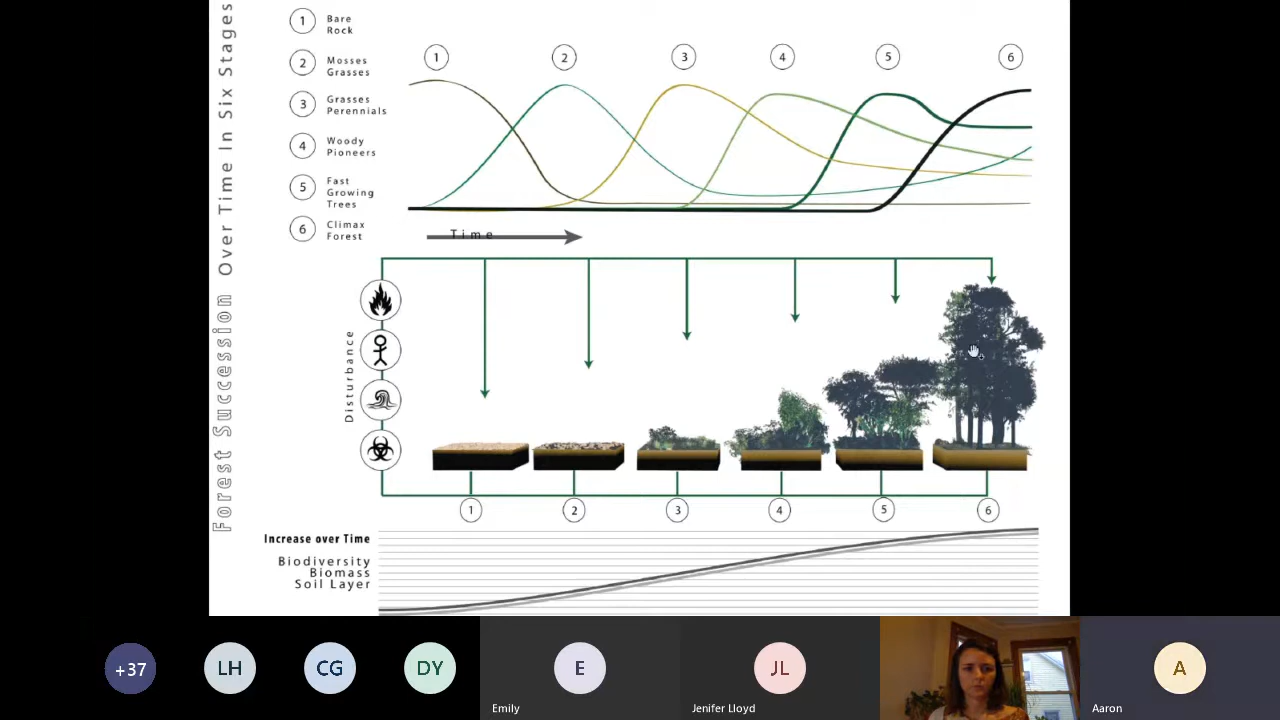 Forest Succession Over Time In Six Stages
1 Bare
Rock
2 Mosses
Grasses
3 Grasses
Perennials
4 Woody
Pioneers
5 Fast
Growing
Trees
6 Climax
Forest
1 2 3 4 5 6
Time
Disturbance
1 2 3 4 5 6
Increase over Time
Biodiversity
Biomass
Soil Layer
+37 LH CG DY E JL A
Emily Jenifer Lloyd Aaron